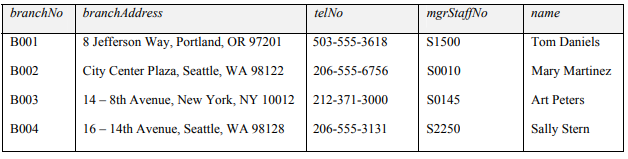 branchNo branchAddress telNo mgrStaffNo name
B001 8 Jefferson Way, Portland, OR 97201 503-555-3618 S1500 Tom Daniels
B002 City Center Plaza, Seattle, WA 98122 206-555-6756 S0010 Mary Martinez
B003 14 – 8th Avenue, New York, NY 10012 212-371-3000 S0145 Art Peters
B004 16 – 14th Avenue, Seattle, WA 98128 206-555-3131 S2250 Sally Stern